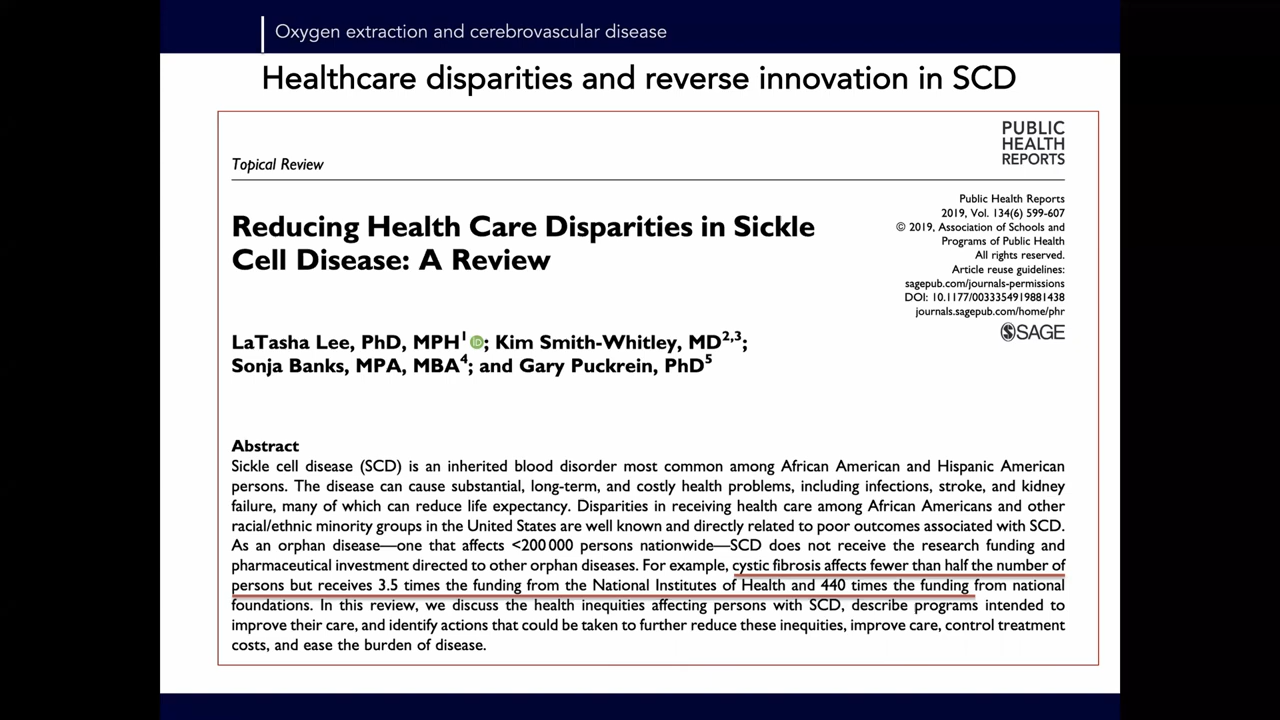 Oxygen extraction and cerebrovascular disease
Healthcare disparities and reverse innovation in SCD
PUBLIC
HEALTH
REPORTS
Topical Review
Public Health Reports
2019, Vol. 134(6) 599-607
© 2019, Association of Schools and
Programs of Public Health
All rights reserved.
Article reuse guidelines:
sagepub.com/journals-permissions
DOI: 10.1177/0033354919881438
journals.sagepub.com/home/phr
SAGE
Reducing Health Care Disparities in Sickle
Cell Disease: A Review
LaTasha Lee, PhD, MPH1 iD; Kim Smith-Whitley, MD2,3;
Sonja Banks, MPA, MBA4; and Gary Puckrein, PhD5
Abstract
Sickle cell disease (SCD) is an inherited blood disorder most common among African American and Hispanic American
persons. The disease can cause substantial, long-term, and costly health problems, including infections, stroke, and kidney
failure, many of which can reduce life expectancy. Disparities in receiving health care among African Americans and other
racial/ethnic minority groups in the United States are well known and directly related to poor outcomes associated with SCD.
As an orphan disease—one that affects <200 000 persons nationwide—SCD does not receive the research funding and
pharmaceutical investment directed to other orphan diseases. For example, cystic fibrosis affects fewer than half the number of
persons but receives 3.5 times the funding from the National Institutes of Health and 440 times the funding from national
foundations. In this review, we discuss the health inequities affecting persons with SCD, describe programs intended to
improve their care, and identify actions that could be taken to further reduce these inequities, improve care, control treatment
costs, and ease the burden of disease.